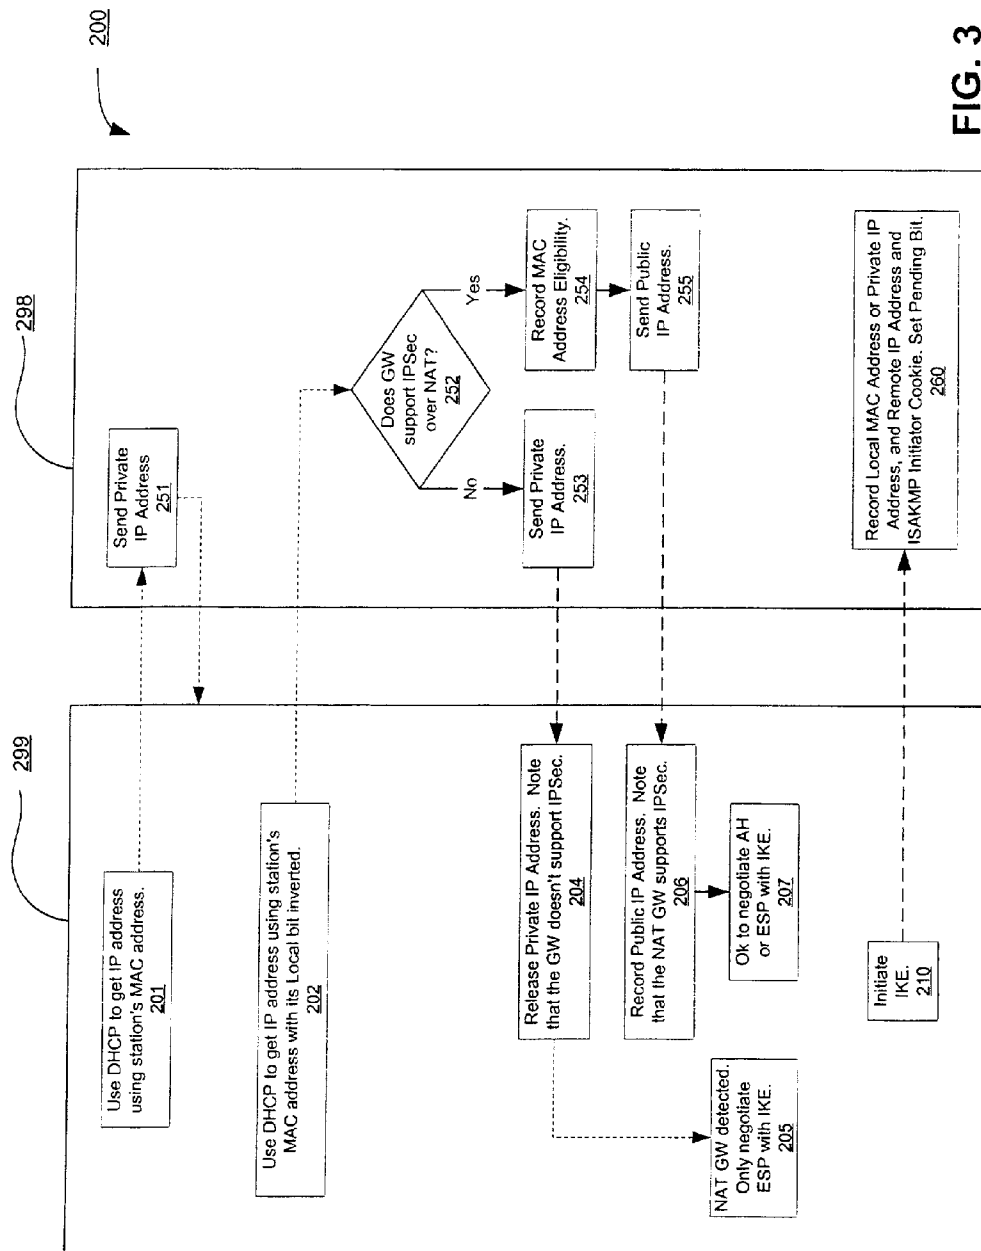 200
299
298
Use DHCP to get IP address
using station's MAC address.
201
Send Private
IP Address
251
Use DHCP to get IP address using station's
MAC address with its Local bit inverted.
202
Does GW
support IPSec
over NAT?
252
No
Yes
Send Private
IP Address.
253
Record MAC
Address Eligibility.
254
Release Private IP Address. Note
that the GW doesn't support IPSec.
204
Send Public
IP Address.
255
Record Public IP Address. Note
that the NAT GW supports IPSec.
206
NAT GW detected.
Only negotiate
ESP with IKE.
205
Ok to negotiate AH
or ESP with IKE.
207
Initiate
IKE.
210
Record Local MAC Address or Private IP
Address, and Remote IP Address and
ISAKMP Initiator Cookie. Set Pending Bit.
260
FIG. 3